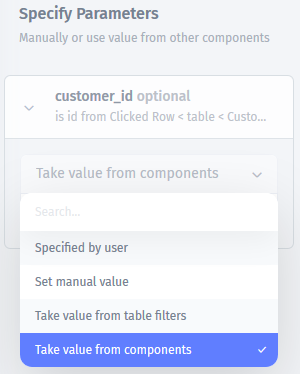 Specify Parameters
Manually or use value from other components
customer_id optional
is id from Clicked Row < table < Custo...
Take value from components
Search...
Specified by user
Set manual value
Take value from table filters
Take value from components